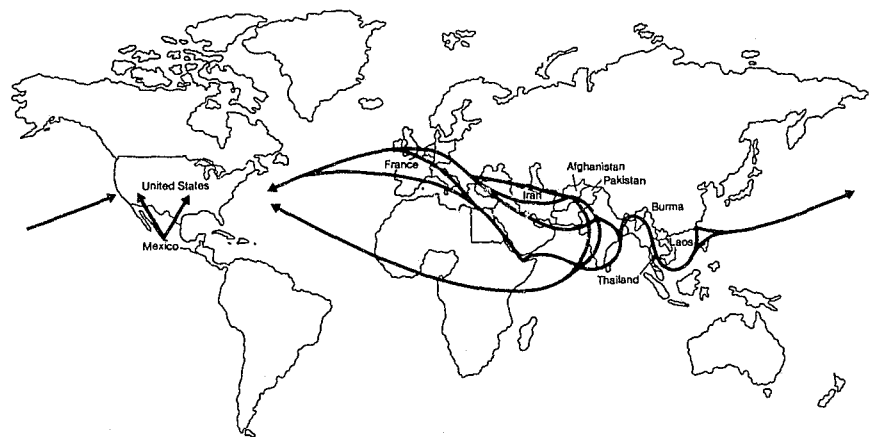 Afghanistan
Pakistan
France
Iran
United States
Burma
Mexico
Laos
Thailand